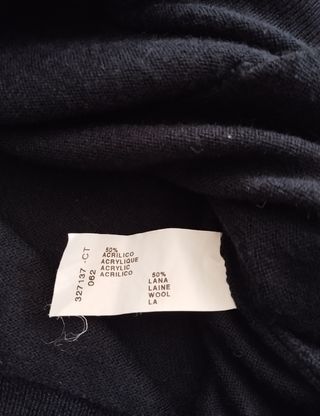 327137 -CT
062
50%
ACRILICO
ACRYLIQUE
ACRYLIC
ACRILICO
50%
LANA
LAINE
WOOL
LA